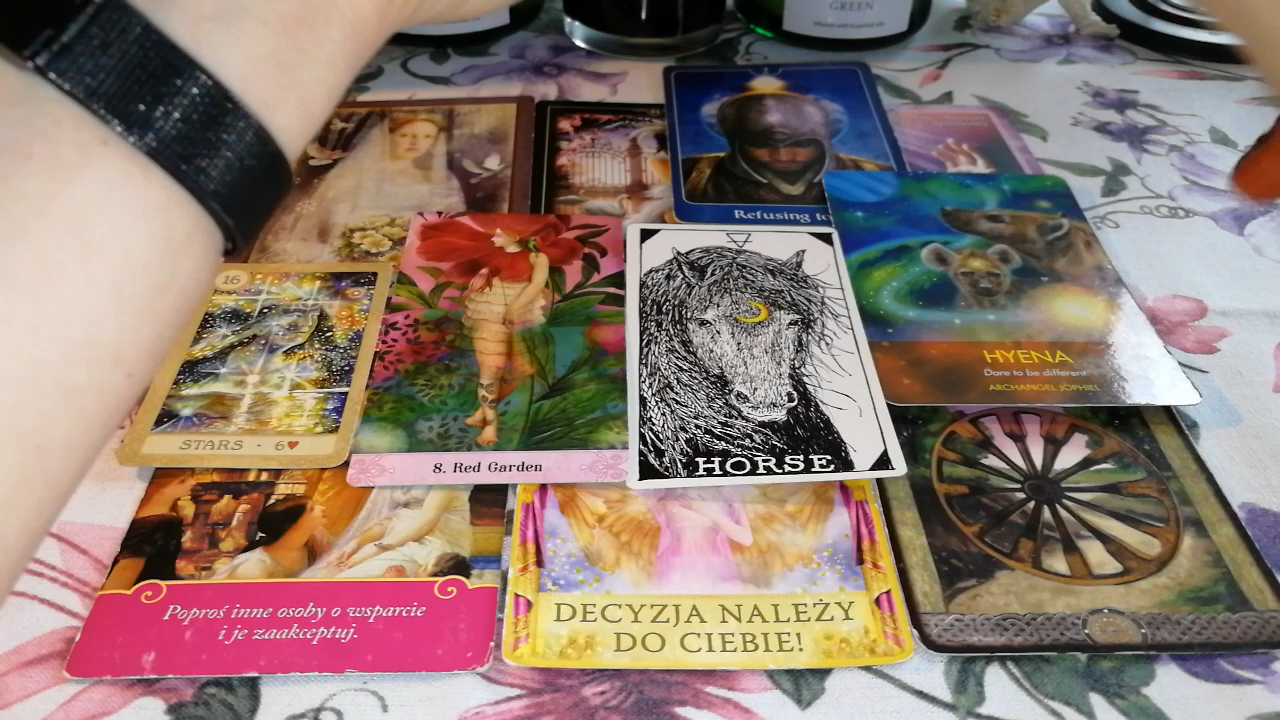 GREEN
Refusing to
HYENA
Dare to be different
ARCHANGEL JOPHIEL
16
STARS · 6♥
8. Red Garden
HORSE
Poproś inne osoby o wsparcie
i je zaakceptuj.
DECYZJA NALEŻY
DO CIEBIE!